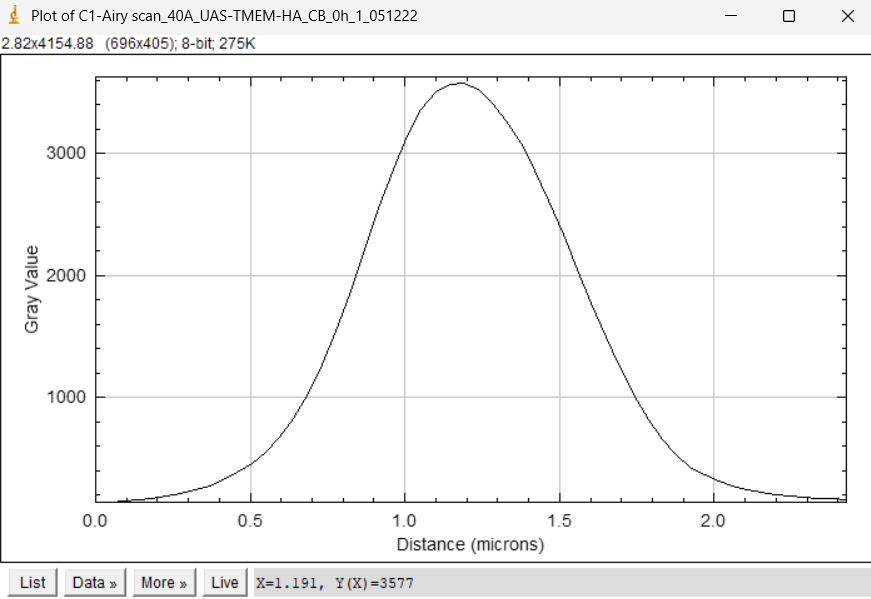 Plot of C1-Airy scan_40A_UAS-TMEM-HA_CB_0h_1_051222
2.82x4154.88 (696x405); 8-bit; 275K
3000
2000
1000
Gray Value
0.0 0.5 1.0 1.5 2.0
Distance (microns)
List Data » More » Live X=1.191, Y(X)=3577